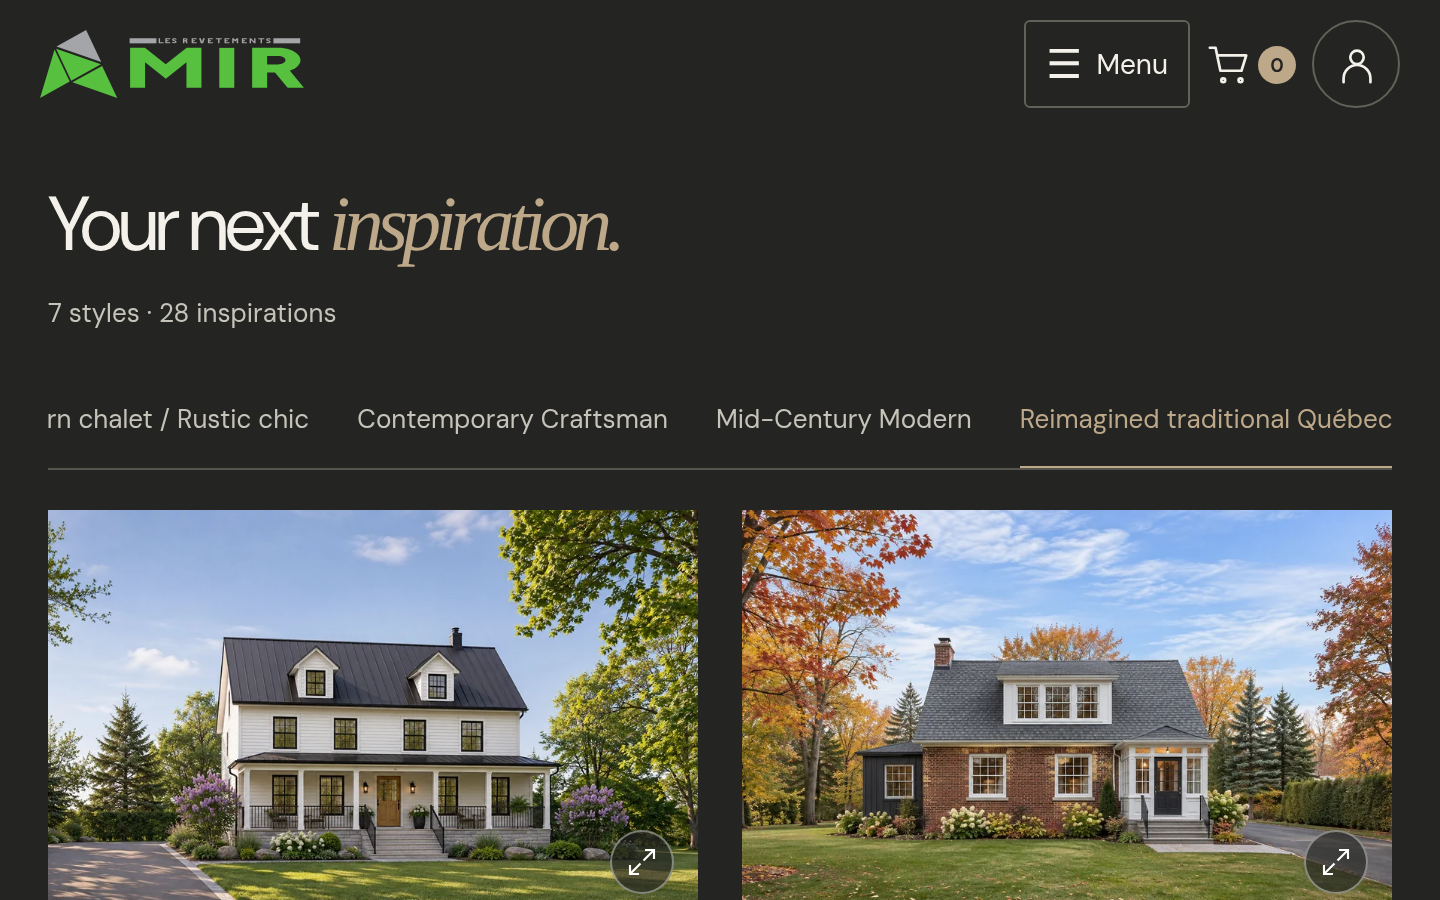 LES REVETEMENTS
MIR
Menu
0
Your next inspiration.
7 styles · 28 inspirations
rn chalet / Rustic chic
Contemporary Craftsman
Mid-Century Modern
Reimagined traditional Québec